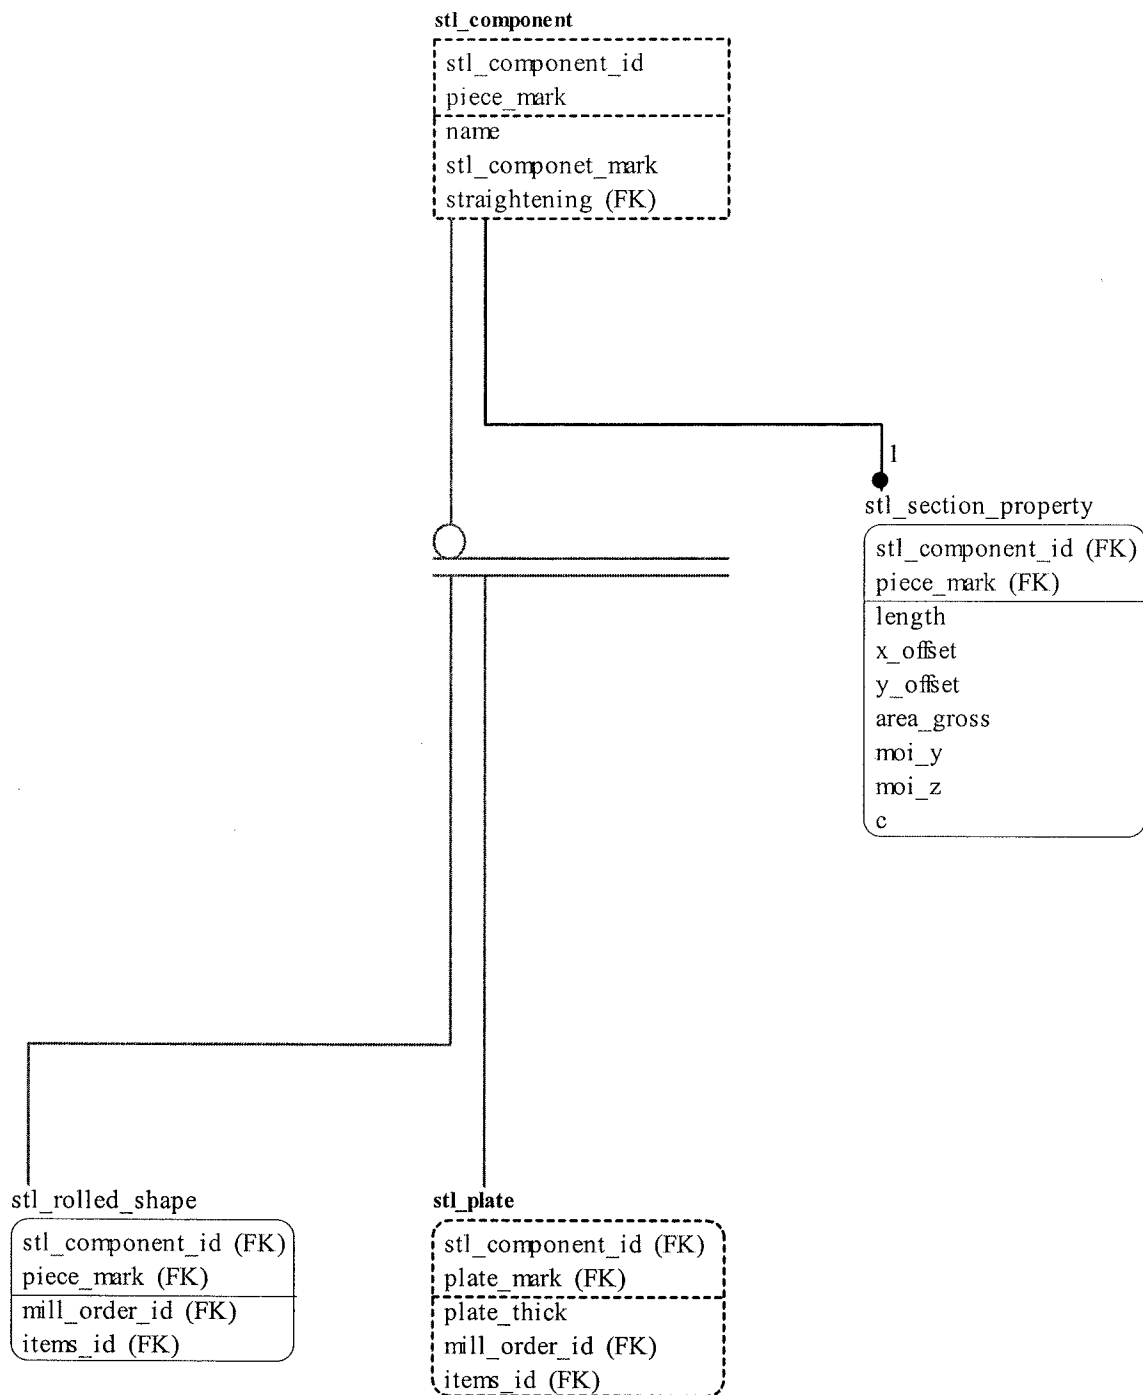 stl_component
stl_component_id
piece_mark
name
stl_componet_mark
straightening (FK)
1
stl_section_property
stl_component_id (FK)
piece_mark (FK)
length
x_offset
y_offset
area_gross
moi_y
moi_z
c
stl_rolled_shape
stl_component_id (FK)
piece_mark (FK)
mill_order_id (FK)
items_id (FK)
stl_plate
stl_component_id (FK)
plate_mark (FK)
plate_thick
mill_order_id (FK)
items_id (FK)